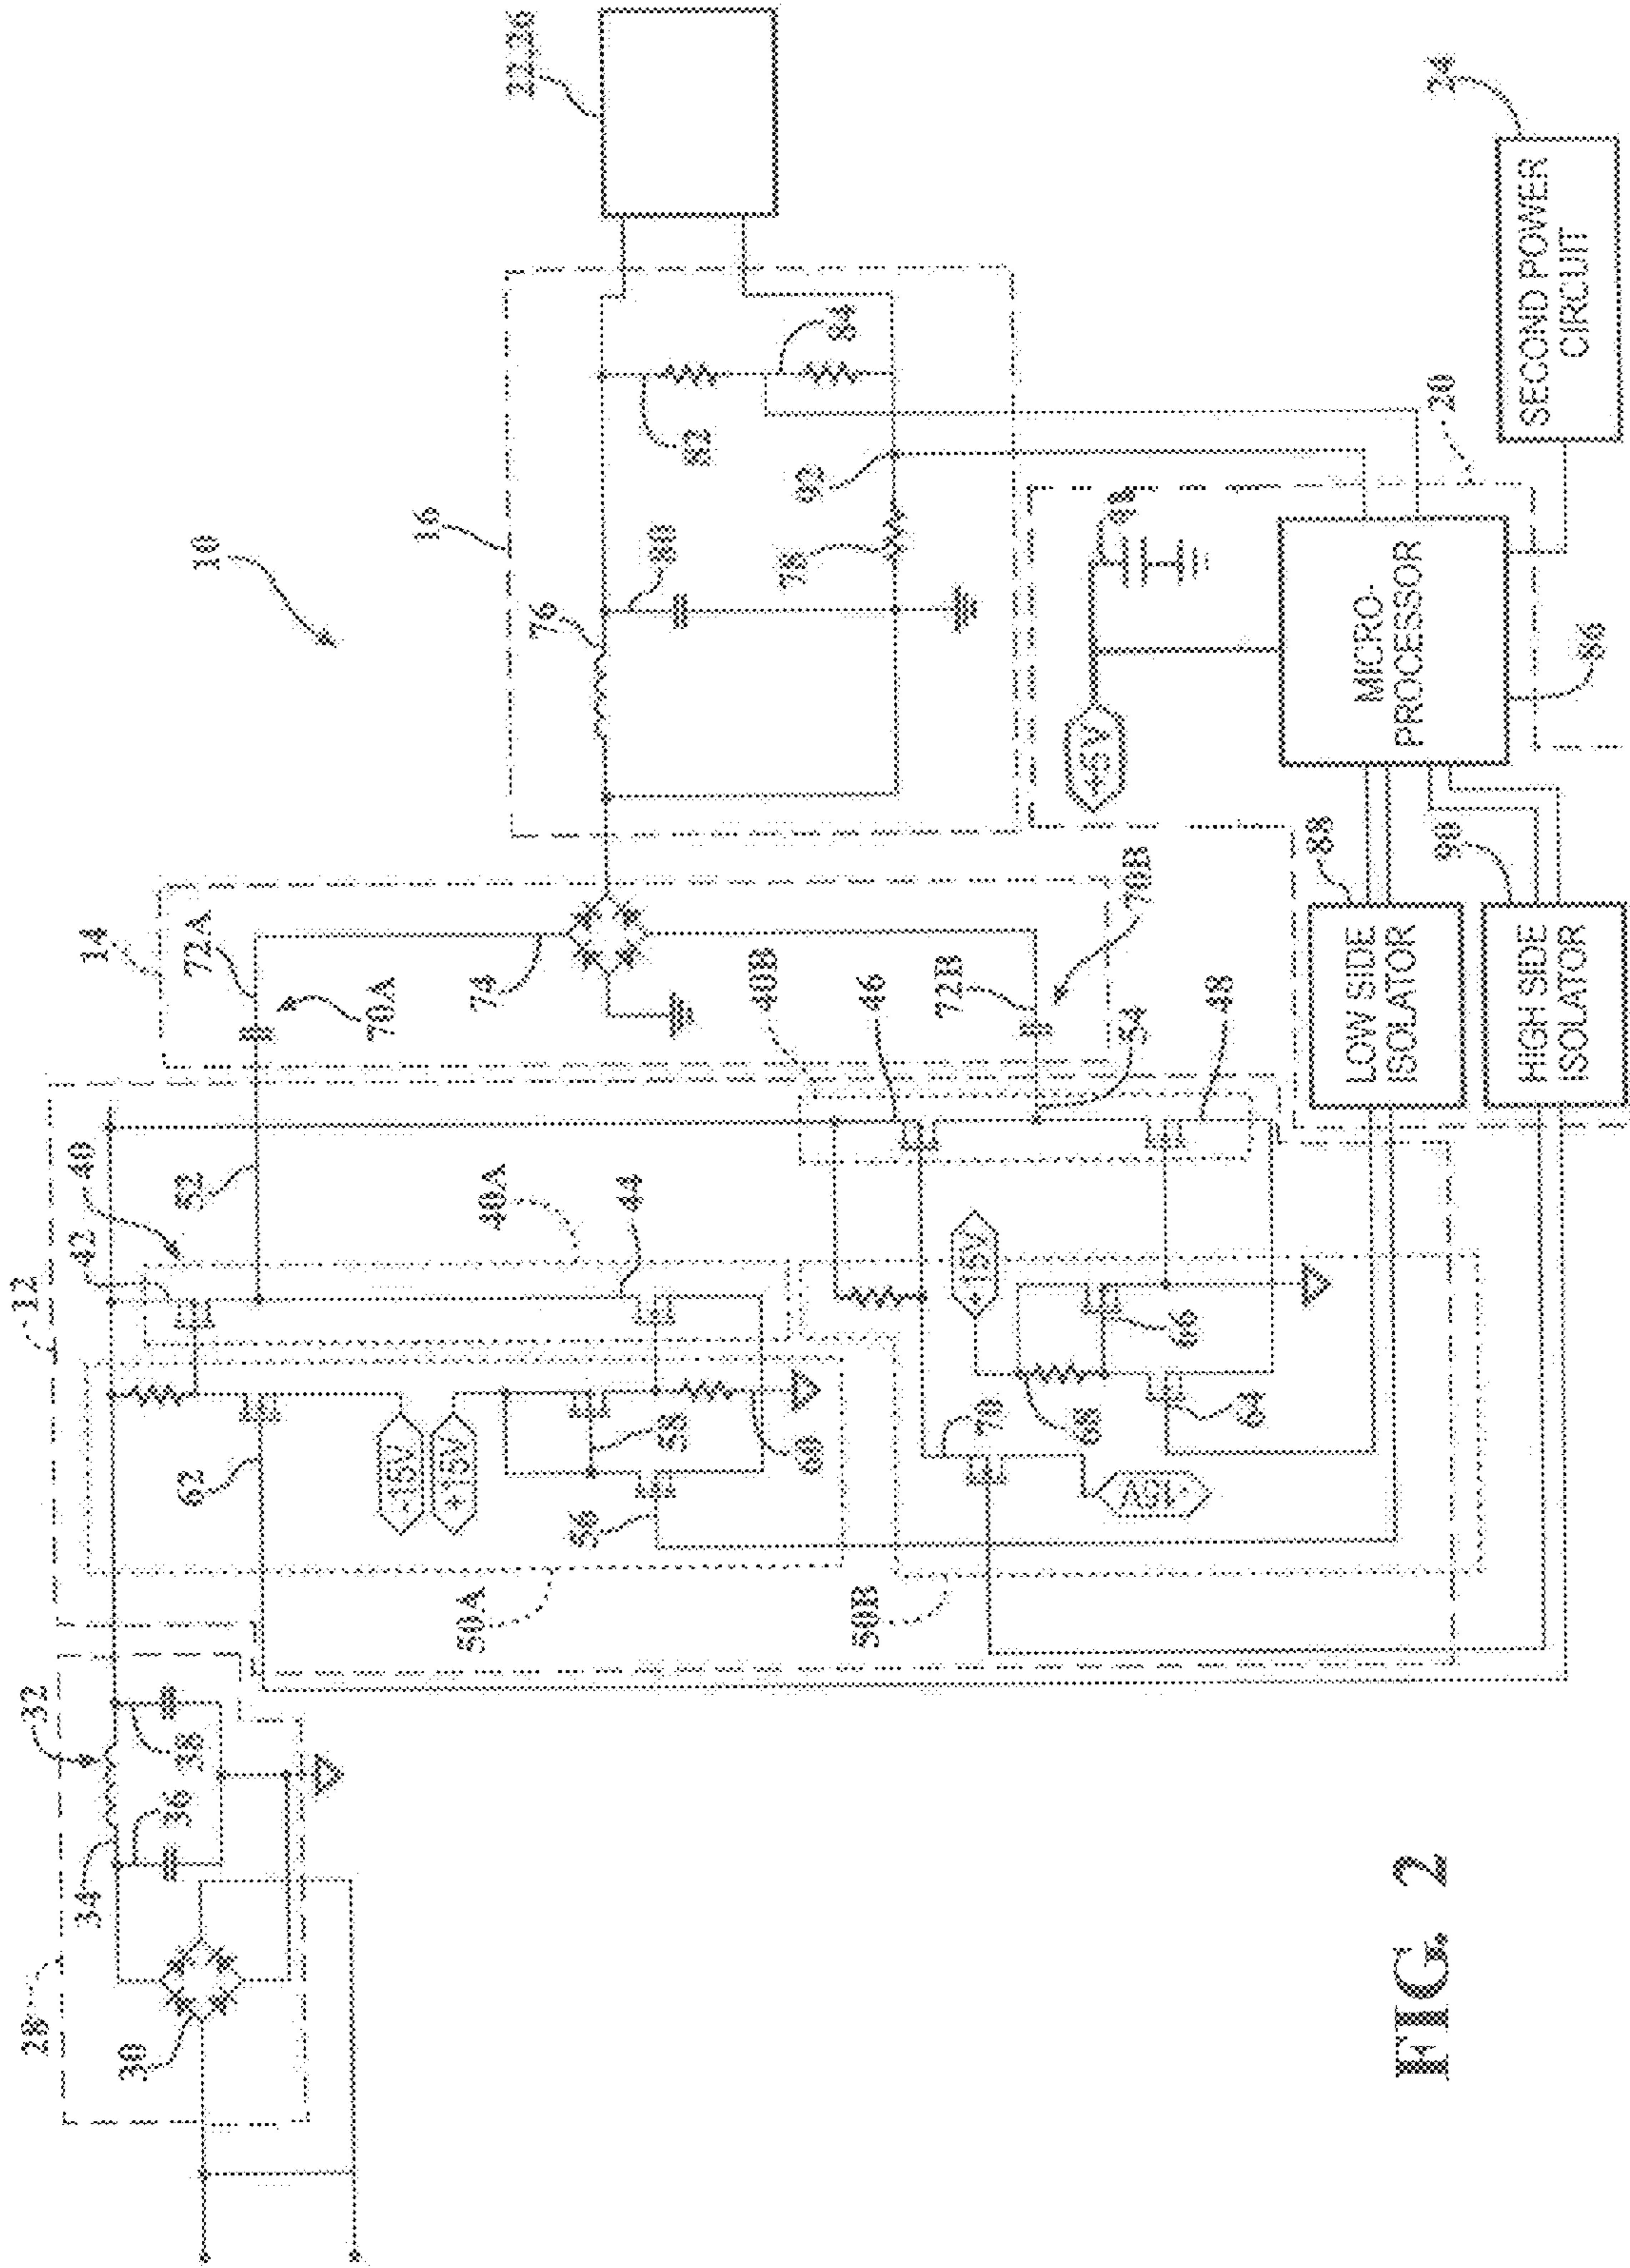 10
12
14
16
22,26
28
32
34
36
38
30
42
40
52
72A
70A
74
76
80
82
84
92
78
62
40A
44
-15V
+15V
58
60
56
50A
40B
46
72B
70B
54
48
+15V
66
68
64
70
-15V
50B
+5V
MICRO-
PROCESSOR
86
20
88
LOW SIDE
ISOLATOR
90
HIGH SIDE
ISOLATOR
24
SECOND POWER
CIRCUIT
FIG. 2